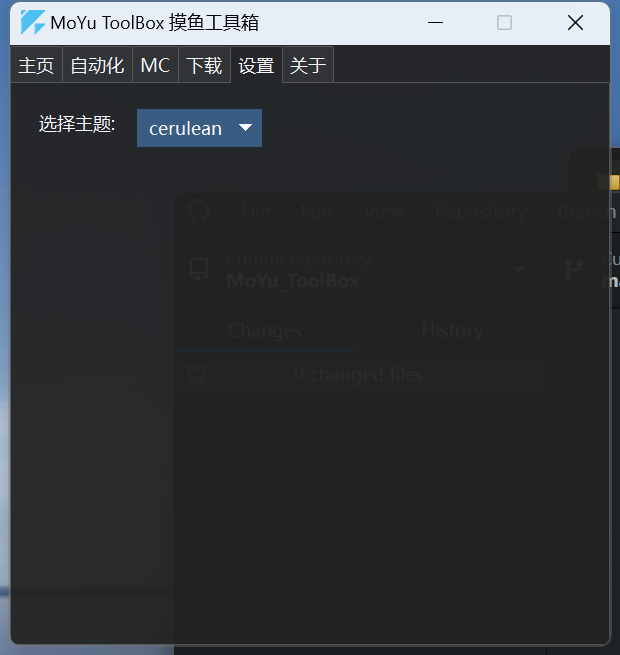 MoYu ToolBox 摸鱼工具箱
主页 自动化 MC 下载 设置 关于
选择主题: cerulean
File Edit View Repository Branch
Current repository
MoYu_ToolBox
Changes History
0 changed files